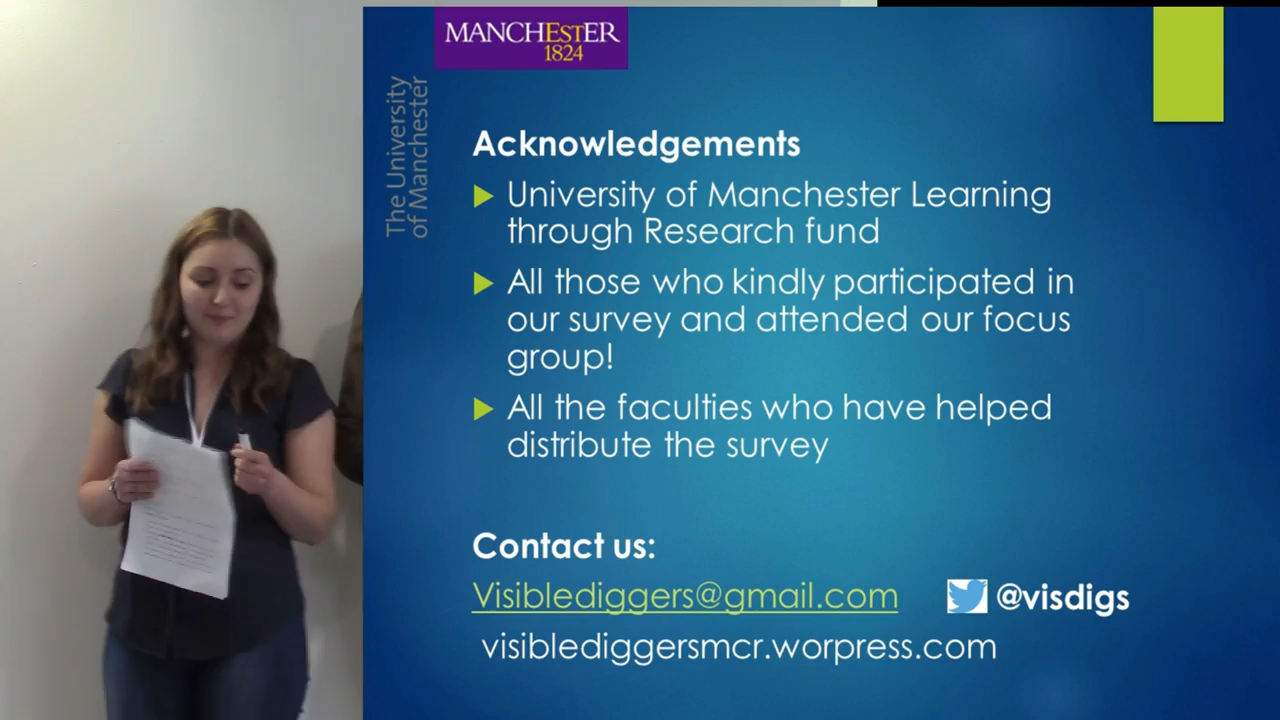 MANCHESTER
1824
The University
of Manchester
Acknowledgements
University of Manchester Learning
through Research fund
All those who kindly participated in
our survey and attended our focus
group!
All the faculties who have helped
distribute the survey
Contact us:
Visiblediggers@gmail.com @visdigs
visiblediggersmcr.worpress.com